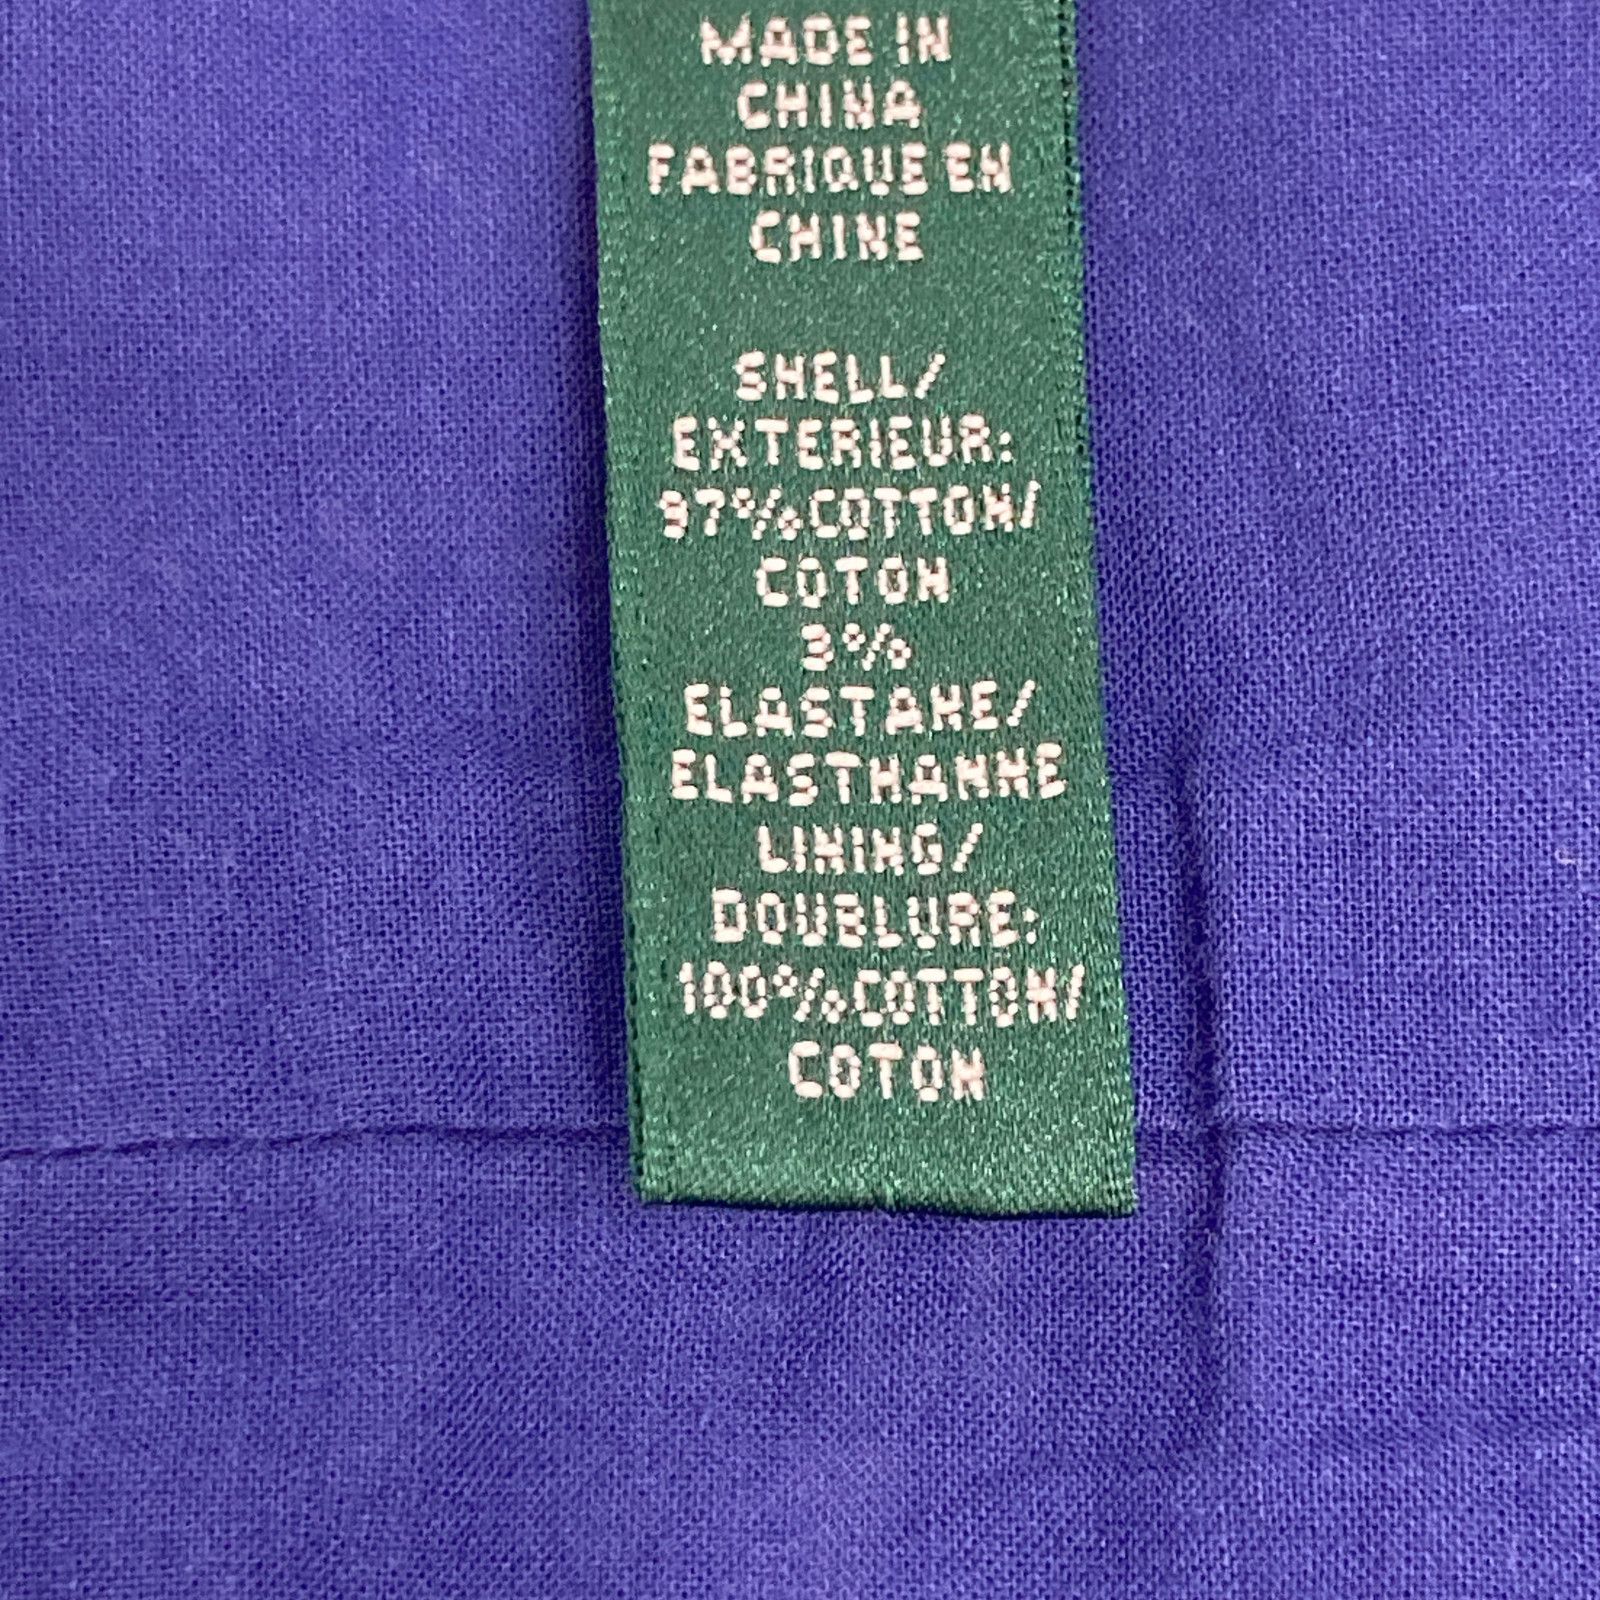 MADE IN
CHINA
FABRIQUE EN
CHINE
SHELL/
EXTERIEUR:
97%COTTON/
COTON
3%
ELASTANE/
ELASTHANNE
LINING/
DOUBLURE:
100%COTTON/
COTON